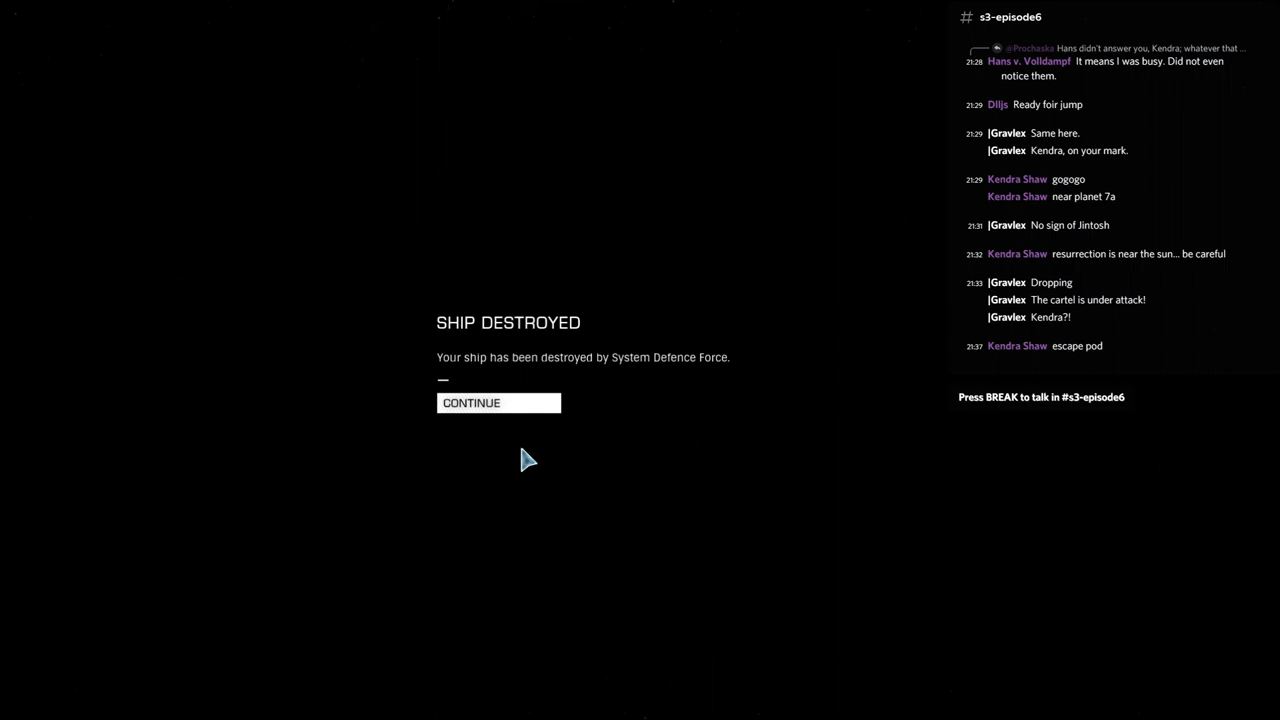 # s3-episode6
@Prochaska Hans didn't answer you, Kendra; whatever that ...
21:28 Hans v. Volldampf It means I was busy. Did not even
notice them.
21:29 Diljs Ready foir jump
21:29 |Gravlex Same here.
|Gravlex Kendra, on your mark.
21:29 Kendra Shaw gogogo
Kendra Shaw near planet 7a
21:31 |Gravlex No sign of Jintosh
21:32 Kendra Shaw resurrection is near the sun... be careful
21:33 |Gravlex Dropping
|Gravlex The cartel is under attack!
|Gravlex Kendra?!
21:37 Kendra Shaw escape pod
Press BREAK to talk in #s3-episode6
SHIP DESTROYED
Your ship has been destroyed by System Defence Force.
CONTINUE